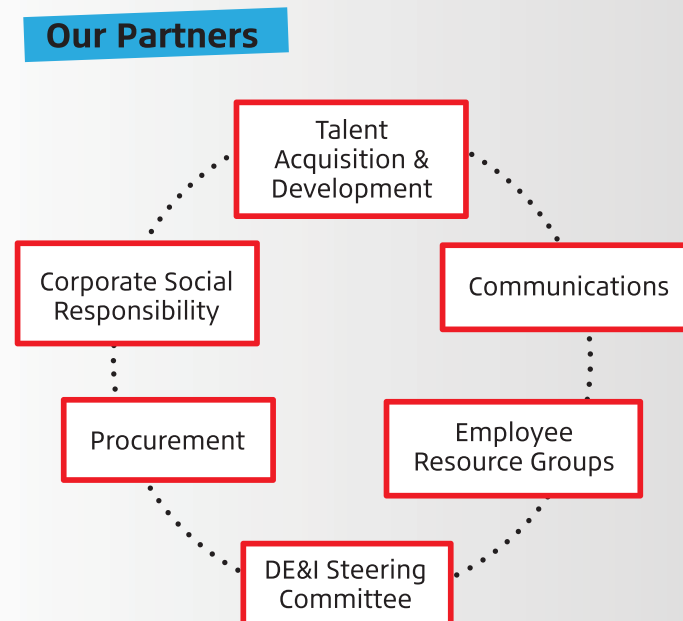 Our Partners
Talent
Acquisition &
Development
Corporate Social
Responsibility
Communications
Procurement
Employee
Resource Groups
DE&I Steering
Committee